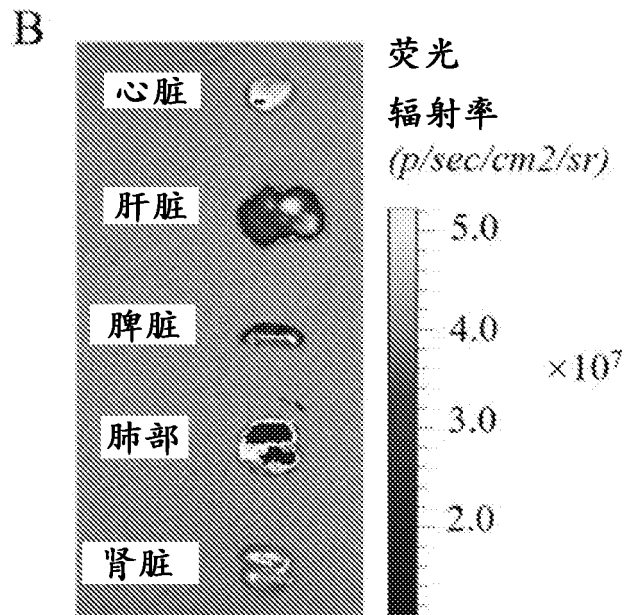 B
心脏
肝脏
脾脏
肺部
肾脏
荧光
辐射率
(p/sec/cm2/sr)
5.0
4.0
3.0
2.0
×10⁷